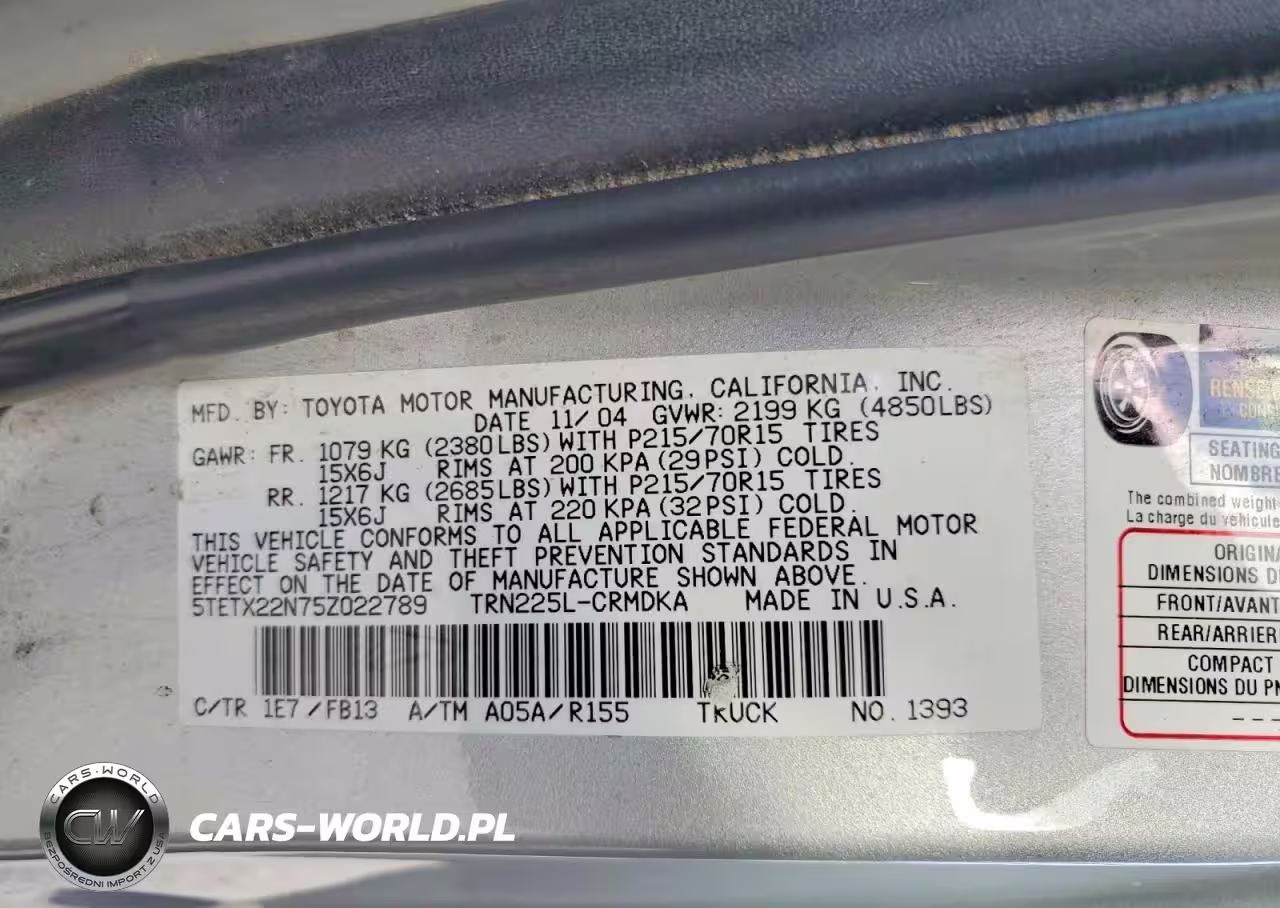 MFD. BY: TOYOTA MOTOR MANUFACTURING, CALIFORNIA, INC.
DATE 11/04 GVWR: 2199 KG (4850LBS)
GAWR: FR. 1079 KG (2380LBS) WITH P215/70R15 TIRES
15X6J RIMS AT 200 KPA (29PSI) COLD.
RR. 1217 KG (2685LBS) WITH P215/70R15 TIRES
15X6J RIMS AT 220 KPA (32PSI) COLD.
THIS VEHICLE CONFORMS TO ALL APPLICABLE FEDERAL MOTOR
VEHICLE SAFETY AND THEFT PREVENTION STANDARDS IN
EFFECT ON THE DATE OF MANUFACTURE SHOWN ABOVE.
5TETX22N75Z022789 TRN225L-CRMDKA MADE IN U.S.A.
C/TR 1E7/FB13 A/TM A05A/R155 TRUCK NO. 1393
SEATING
NOMBRE
The combined weight
La charge du véhicule
ORIGINA
DIMENSIONS D
FRONT/AVANT
REAR/ARRIER
COMPACT
DIMENSIONS DU PN
CARS-WORLD
CW
BEZPOŚREDNI IMPORT Z USA
CARS-WORLD.PL